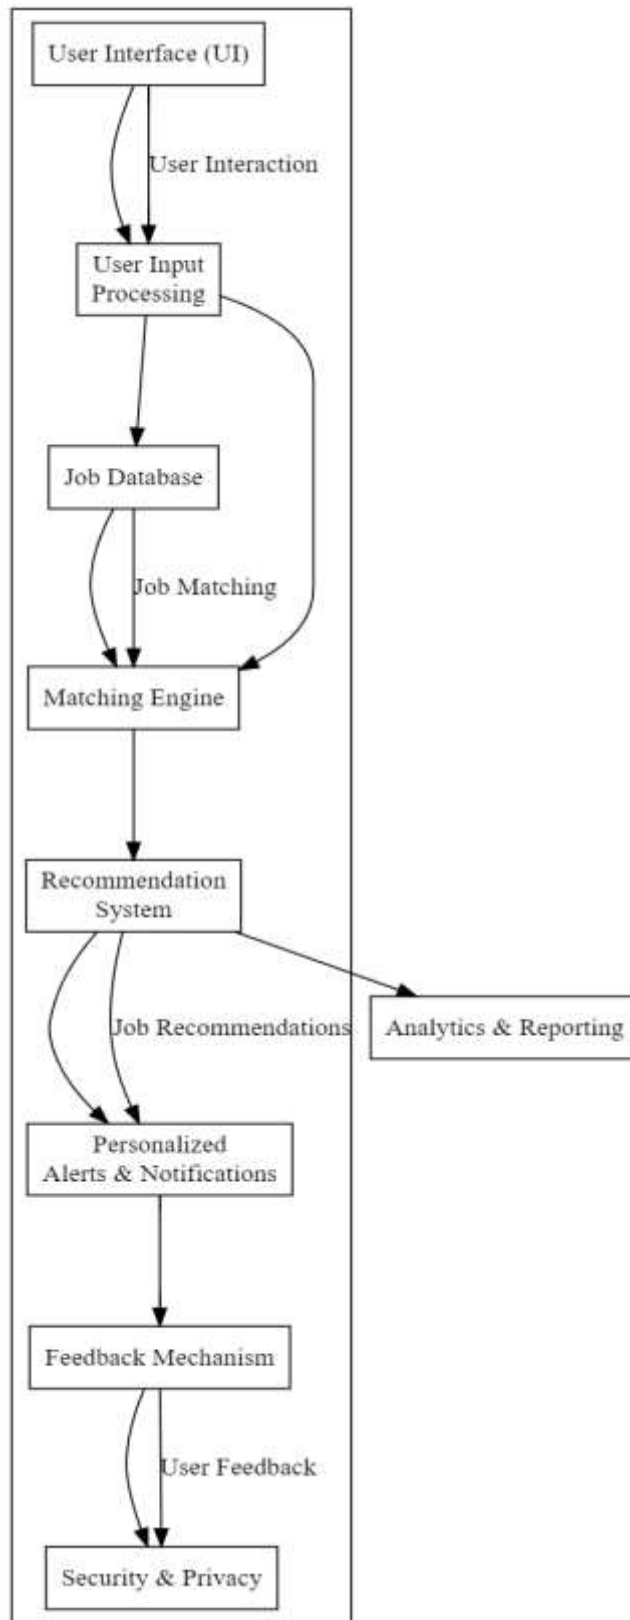 User Interface (UI)
User Interaction
User Input
Processing
Job Database
Job Matching
Matching Engine
Recommendation
System
Job Recommendations
Analytics & Reporting
Personalized
Alerts & Notifications
Feedback Mechanism
User Feedback
Security & Privacy